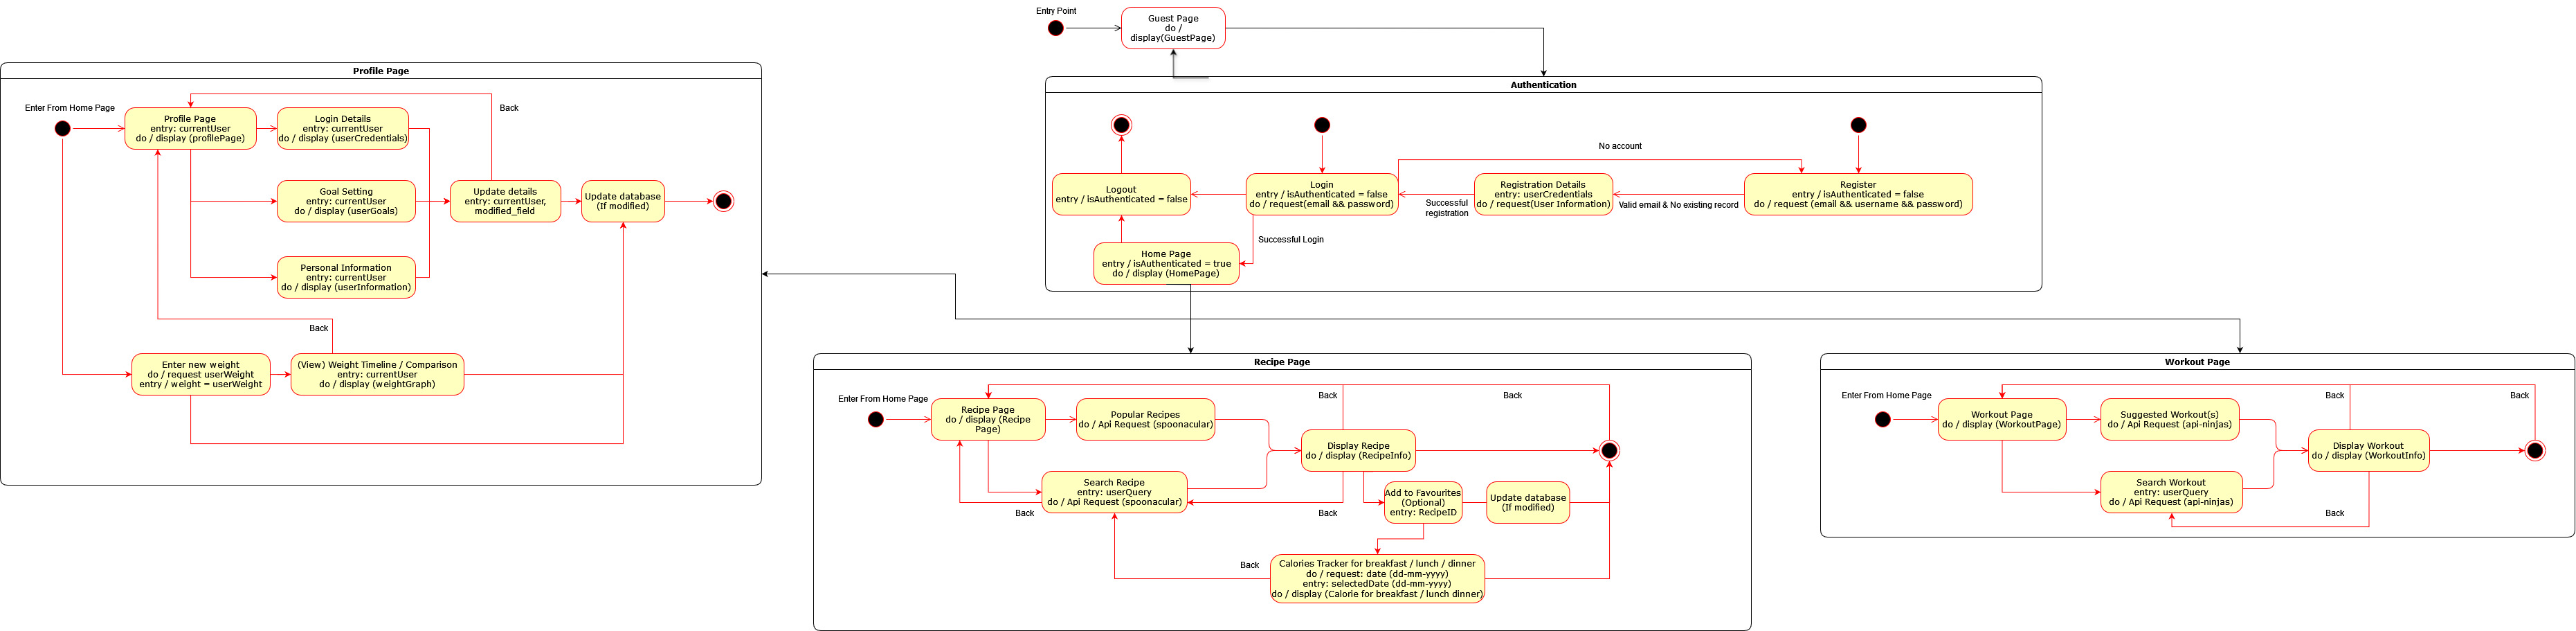 Entry Point
Guest Page
do /
display(GuestPage)
Profile Page
Enter From Home Page
Back
Profile Page
entry: currentUser
do / display (profilePage)
Login Details
entry: currentUser
do / display (userCredentials)
Goal Setting
entry: currentUser
do / display (userGoals)
Update details
entry: currentUser,
modified_field
Update database
(If modified)
Personal Information
entry: currentUser
do / display (userInformation)
Back
Enter new weight
do / request userWeight
entry / weight = userWeight
(View) Weight Timeline / Comparison
entry: currentUser
do / display (weightGraph)
Authentication
No account
Logout
entry / isAuthenticated = false
Login
entry / isAuthenticated = false
do / request(email && password)
Successful
registration
Registration Details
entry: userCredentials
do / request(User Information)
Valid email & No existing record
Register
entry / isAuthenticated = false
do / request (email && username && password)
Successful Login
Home Page
entry / isAuthenticated = true
do / display (HomePage)
Recipe Page
Enter From Home Page
Back
Back
Recipe Page
do / display (Recipe
Page)
Popular Recipes
do / Api Request (spoonacular)
Display Recipe
do / display (RecipeInfo)
Search Recipe
entry: userQuery
do / Api Request (spoonacular)
Back
Back
Add to Favourites
(Optional)
entry: RecipeID
Update database
(If modified)
Back
Calories Tracker for breakfast / lunch / dinner
do / request: date (dd-mm-yyyy)
entry: selectedDate (dd-mm-yyyy)
do / display (Calorie for breakfast / lunch dinner)
Workout Page
Enter From Home Page
Back
Back
Workout Page
do / display (WorkoutPage)
Suggested Workout(s)
do / Api Request (api-ninjas)
Display Workout
do / display (WorkoutInfo)
Search Workout
entry: userQuery
do / Api Request (api-ninjas)
Back